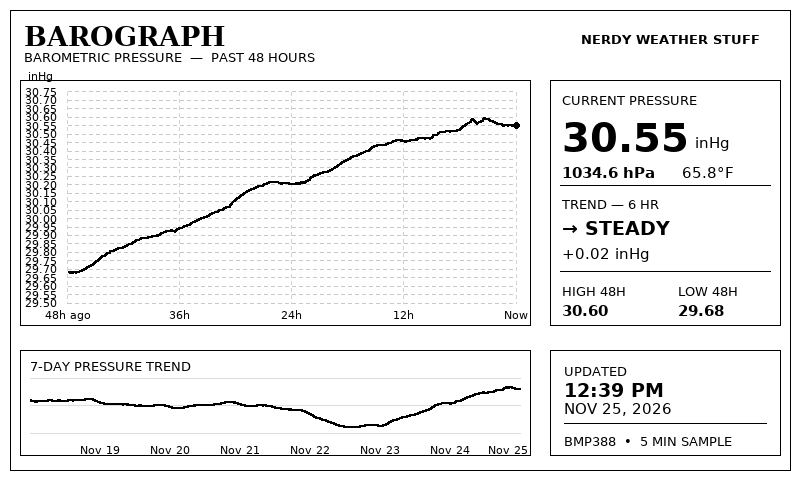 BAROGRAPH
NERDY WEATHER STUFF
BAROMETRIC PRESSURE — PAST 48 HOURS
inHg
30.75
30.70
30.65
30.60
30.55
30.50
30.45
30.40
30.35
30.30
30.25
30.20
30.15
30.10
30.05
30.00
29.95
29.90
29.85
29.80
29.75
29.70
29.65
29.60
29.55
29.50
48h ago 36h 24h 12h Now
CURRENT PRESSURE
30.55 inHg
1034.6 hPa 65.8°F
TREND — 6 HR
→ STEADY
+0.02 inHg
HIGH 48H LOW 48H
30.60 29.68
7-DAY PRESSURE TREND
Nov 19 Nov 20 Nov 21 Nov 22 Nov 23 Nov 24 Nov 25
UPDATED
12:39 PM
NOV 25, 2026
BMP388 • 5 MIN SAMPLE